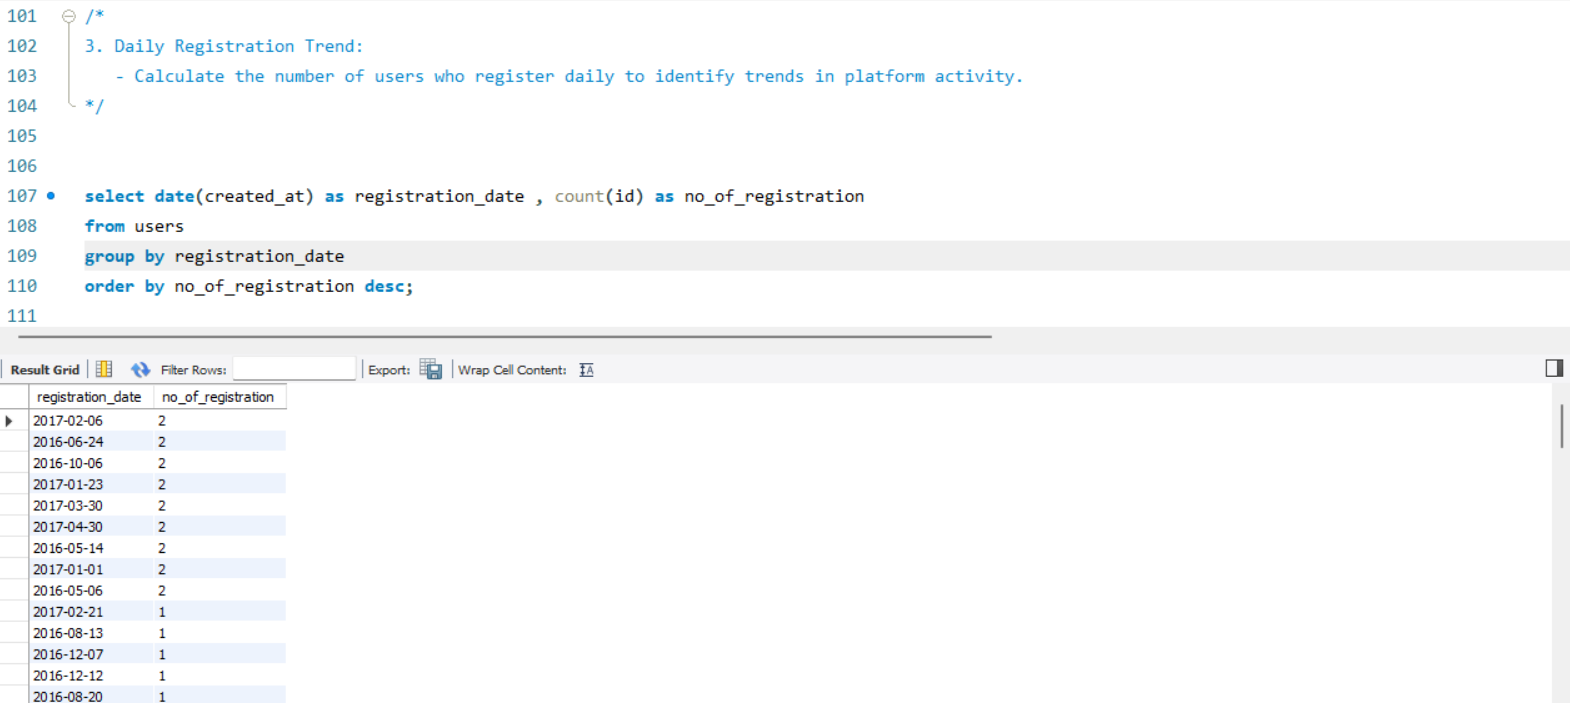 101 /*
102 3. Daily Registration Trend:
103 - Calculate the number of users who register daily to identify trends in platform activity.
104 */
105
106
107 select date(created_at) as registration_date , count(id) as no_of_registration
108 from users
109 group by registration_date
110 order by no_of_registration desc;
111
Result Grid Filter Rows: Export: Wrap Cell Content: IA
registration_date no_of_registration
2017-02-06 2
2016-06-24 2
2016-10-06 2
2017-01-23 2
2017-03-30 2
2017-04-30 2
2016-05-14 2
2017-01-01 2
2016-05-06 2
2017-02-21 1
2016-08-13 1
2016-12-07 1
2016-12-12 1
2016-08-20 1